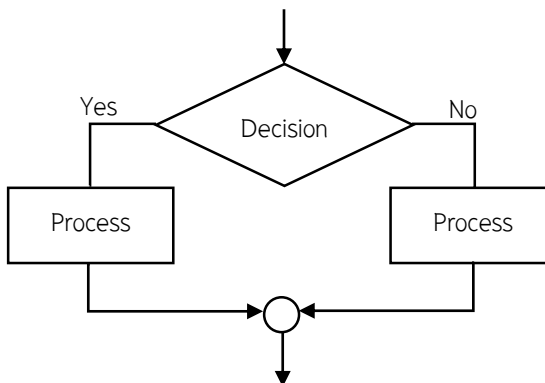 Yes
No
Decision
Process
Process